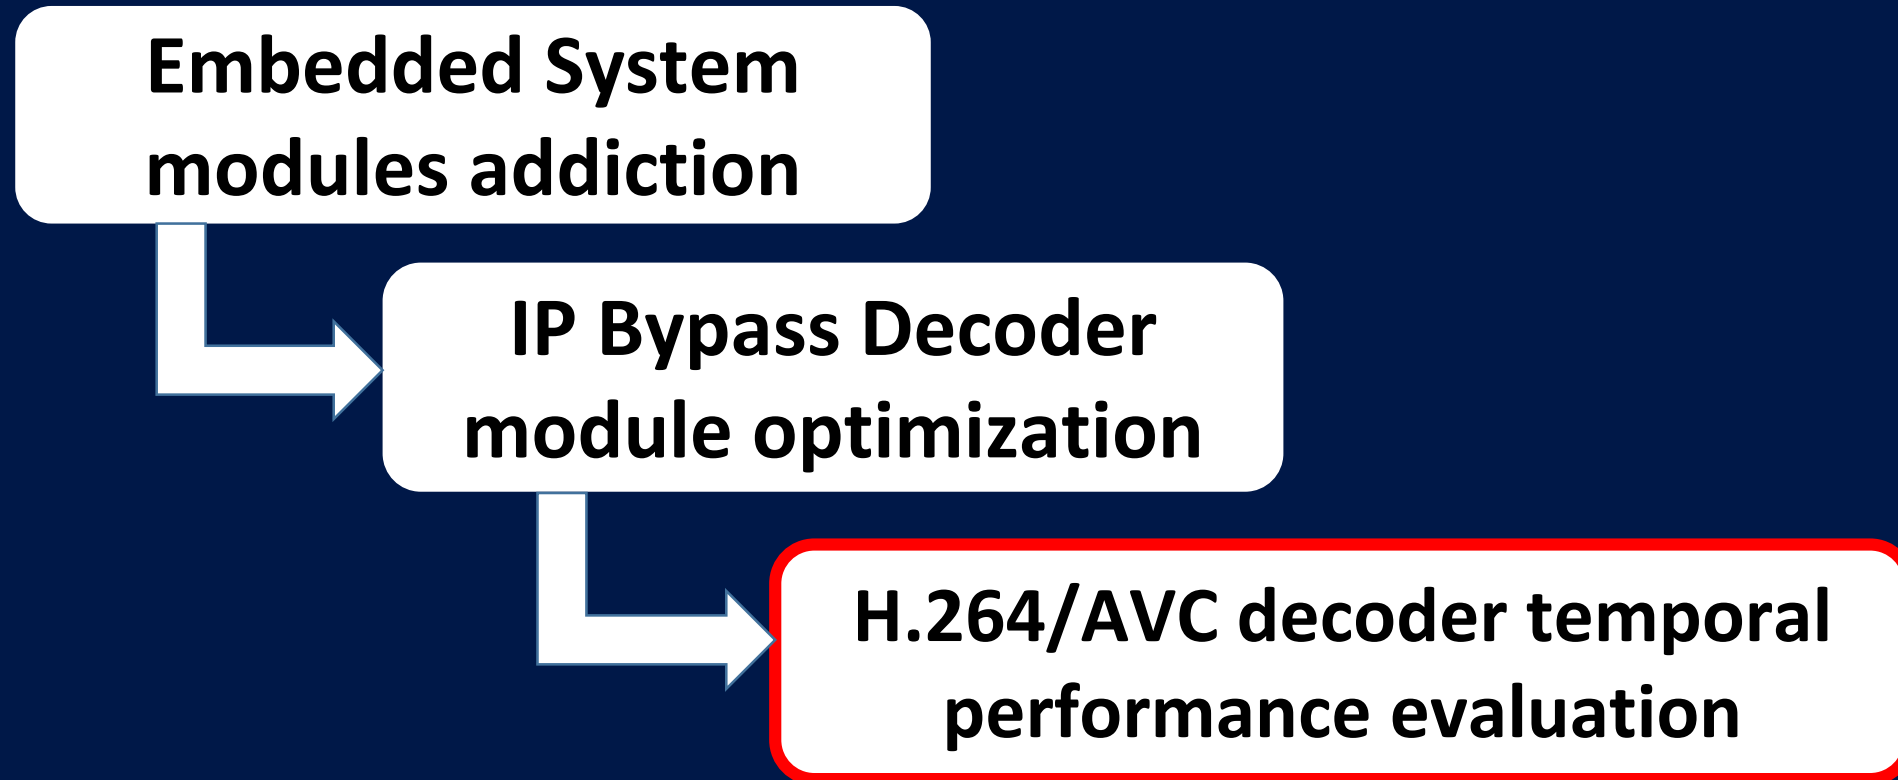 Embedded System
modules addiction
IP Bypass Decoder
module optimization
H.264/AVC decoder temporal
performance evaluation